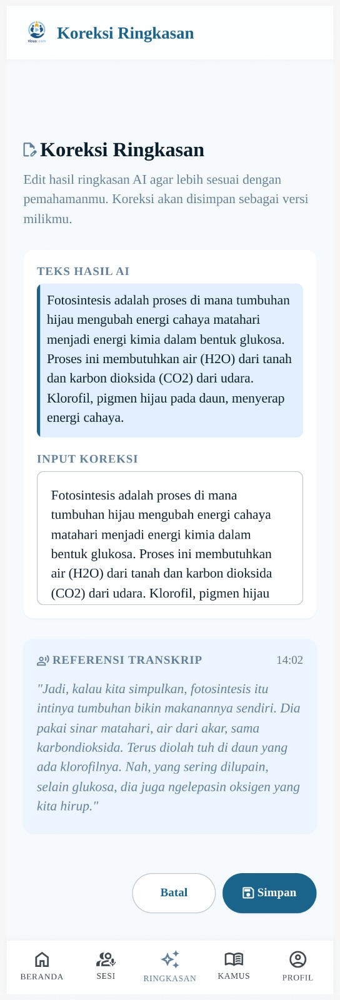 Visua.com
Koreksi Ringkasan
Koreksi Ringkasan
Edit hasil ringkasan AI agar lebih sesuai dengan
pemahamanmu. Koreksi akan disimpan sebagai versi
milikmu.
TEKS HASIL AI
Fotosintesis adalah proses di mana tumbuhan
hijau mengubah energi cahaya matahari
menjadi energi kimia dalam bentuk glukosa.
Proses ini membutuhkan air (H2O) dari tanah
dan karbon dioksida (CO2) dari udara.
Klorofil, pigmen hijau pada daun, menyerap
energi cahaya.
INPUT KOREKSI
Fotosintesis adalah proses di mana
tumbuhan hijau mengubah energi cahaya
matahari menjadi energi kimia dalam
bentuk glukosa. Proses ini membutuhkan
air (H2O) dari tanah dan karbon dioksida
(CO2) dari udara. Klorofil, pigmen hijau
REFERENSI TRANSKRIP 14:02
"Jadi, kalau kita simpulkan, fotosintesis itu
intinya tumbuhan bikin makanannya sendiri. Dia
pakai sinar matahari, air dari akar, sama
karbondioksida. Terus diolah tuh di daun yang
ada klorofilnya. Nah, yang sering dilupain,
selain glukosa, dia juga ngelepasin oksigen yang
kita hirup."
Batal Simpan
BERANDA SESI RINGKASAN KAMUS PROFIL